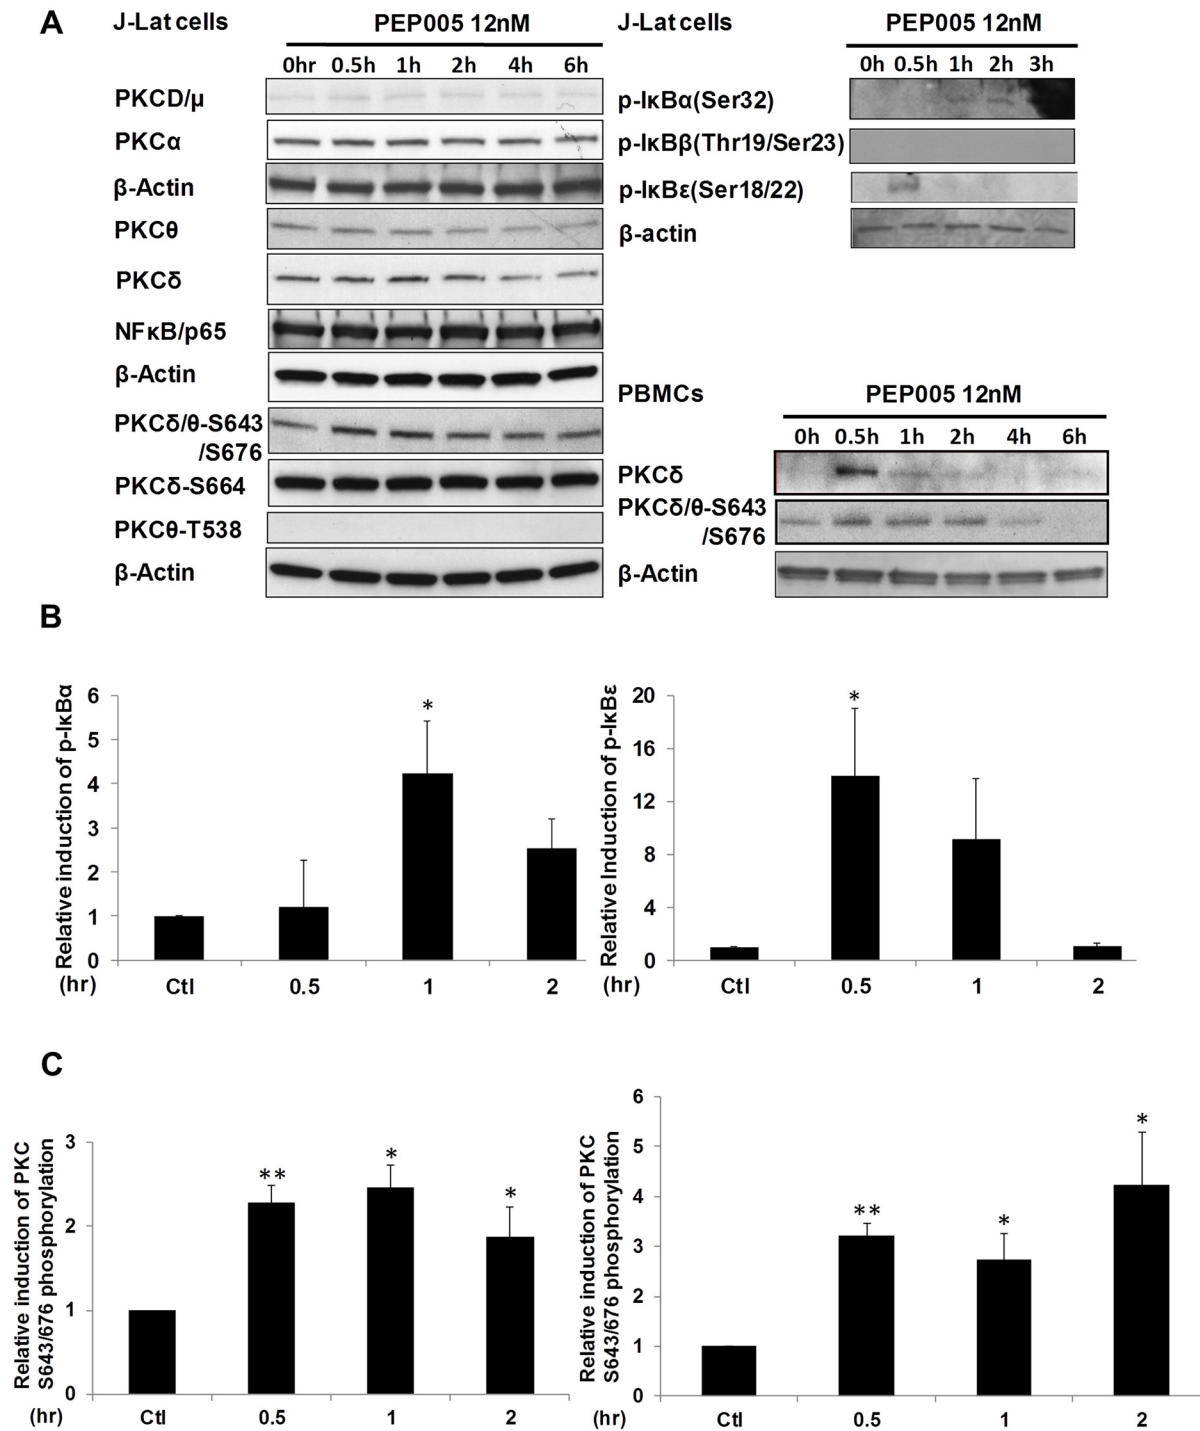 A
J-Lat cells
PEP005 12nM
0hr 0.5h 1h 2h 4h 6h
PKCD/μ
PKCα
β-Actin
PKCθ
PKCδ
NFκB/p65
β-Actin
PKCδ/θ-S643
/S676
PKCδ-S664
PKCθ-T538
β-Actin
J-Lat cells
PEP005 12nM
0h 0.5h 1h 2h 3h
p-IκBα(Ser32)
p-IκBβ(Thr19/Ser23)
p-IκBε(Ser18/22)
β-actin
PBMCs
PEP005 12nM
0h 0.5h 1h 2h 4h 6h
PKCδ
PKCδ/θ-S643
/S676
β-Actin
B
Relative induction of p-IκBα
6
5
4
3
2
1
0
*
(hr) Ctl 0.5 1 2
Relative Induction of p-IκBε
20
16
12
8
4
0
*
(hr) Ctl 0.5 1 2
C
Relative induction of PKC
S643/676 phosphorylation
3
2
1
0
** * *
(hr) Ctl 0.5 1 2
Relative induction of PKC
S643/676 phosphorylation
6
5
4
3
2
1
0
** * *
(hr) Ctl 0.5 1 2